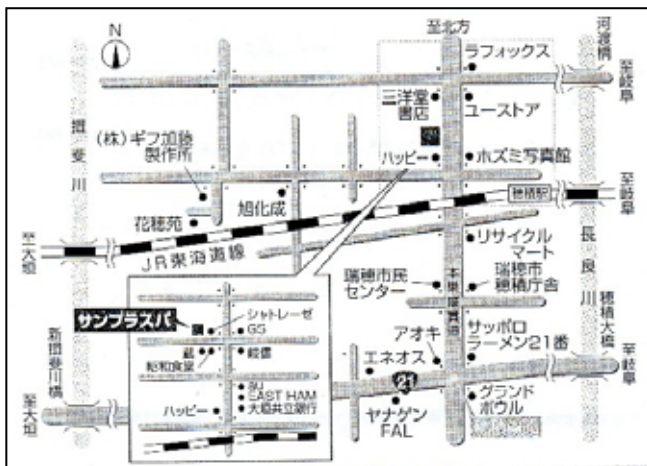 N
至北方
河渡橋
ラフォックス
至岐阜
三洋堂
書店
ユーストア
揖斐川
(株)ギフ加藤
製作所
ハッピー
ホズミ写真館
穂積駅
至岐阜
旭化成
花穂苑
至大垣
JR東海道線
リサイクル
マート
長良川
瑞穂市民
センター
瑞穂市
穂積庁舎
穂積大橋
サンプラスパ
シャトレーゼ
GS
蔵
岐信
昭和食堂
AU
EAST HAM
大垣共立銀行
ハッピー
新揖斐川橋
至大垣
アオキ
サッポロ
ラーメン21番
エネオス
至岐阜
21
ヤナゲン
FAL
グランド
ボウル